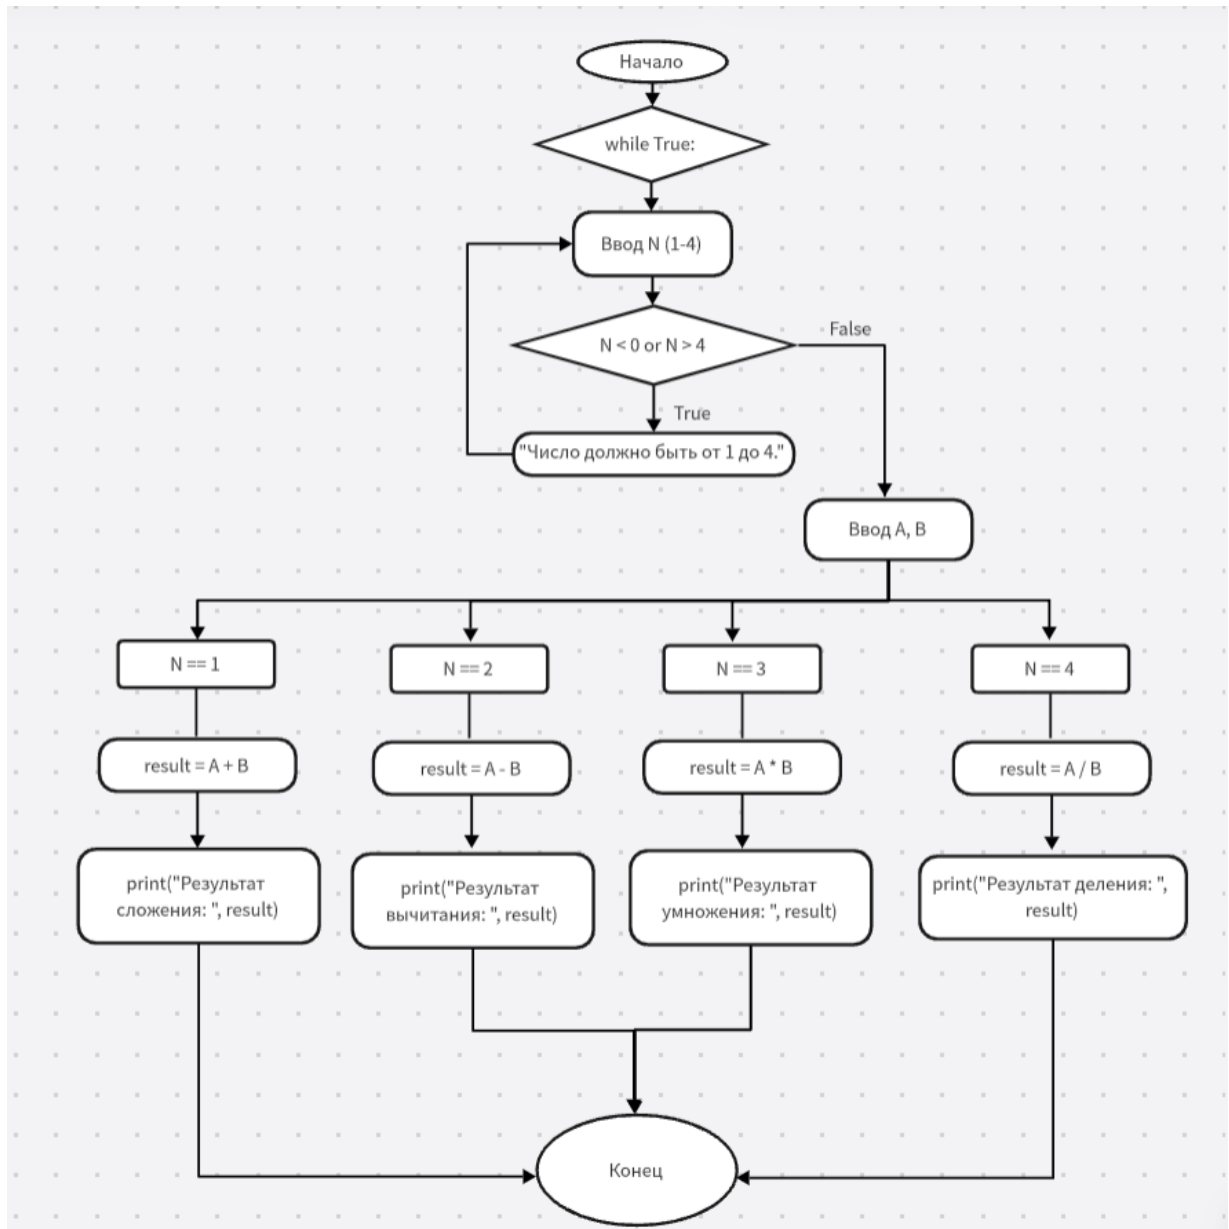 Начало
while True:
Ввод N (1-4)
N < 0 or N > 4
False
True
"Число должно быть от 1 до 4."
Ввод A, B
N == 1
N == 2
N == 3
N == 4
result = A + B
result = A - B
result = A * B
result = A / B
print("Результат
сложения: ", result)
print("Результат
вычитания: ", result)
print("Результат
умножения: ", result)
print("Результат деления: ",
result)
Конец